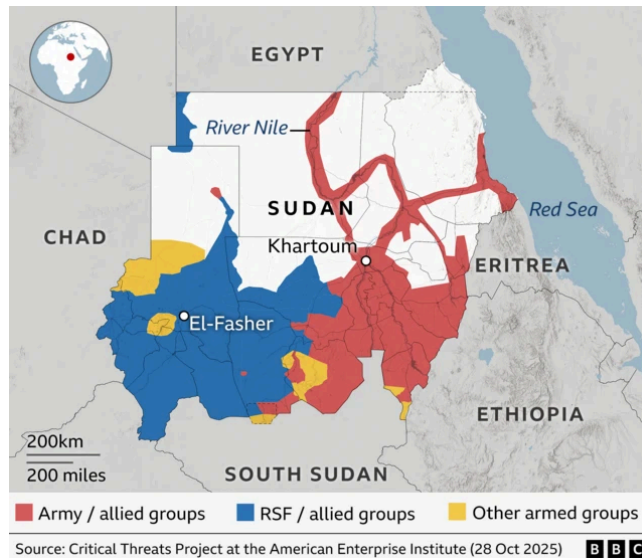 EGYPT
River Nile
SUDAN
Red Sea
CHAD
Khartoum
ERITREA
El-Fasher
ETHIOPIA
200km
200 miles
SOUTH SUDAN
Army / allied groups
RSF / allied groups
Other armed groups
Source: Critical Threats Project at the American Enterprise Institute (28 Oct 2025)
BBC